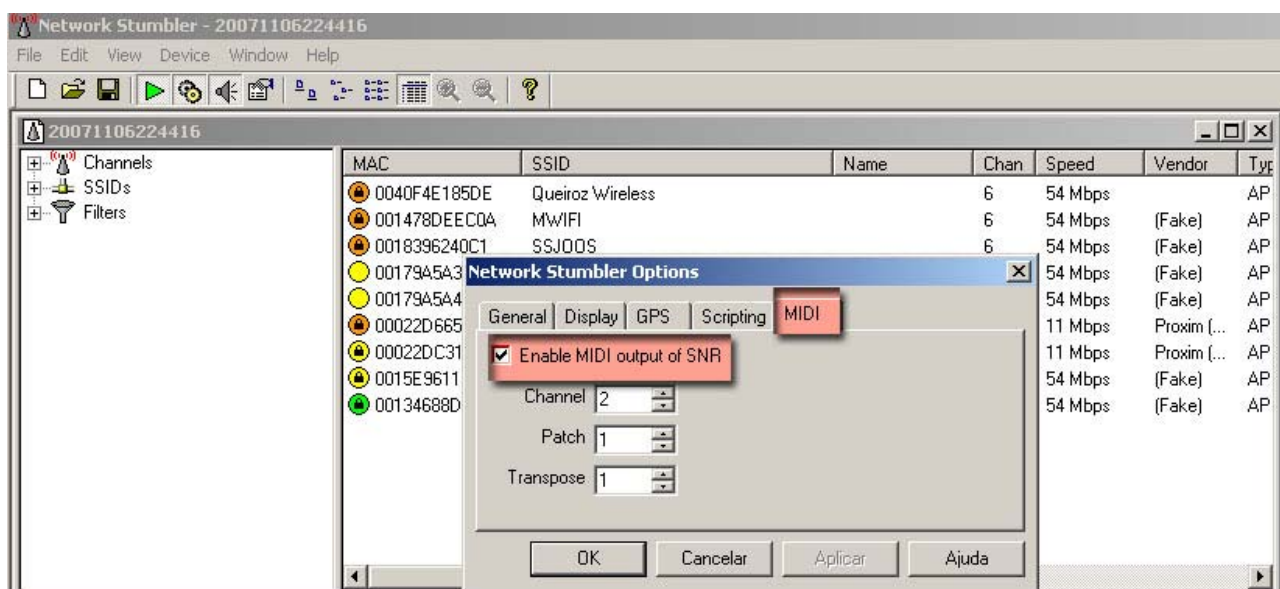 Network Stumbler - 20071106224416
File Edit View Device Window Help
20071106224416
Channels
SSIDs
Filters
MAC SSID Name Chan Speed Vendor Typ
0040F4E185DE Queiroz Wireless 6 54 Mbps AP
001478DEEC0A MWIFI 6 54 Mbps (Fake) AP
0018396240C1 SSJOOS 6 54 Mbps (Fake) AP
00179A5A3 54 Mbps (Fake) AP
00179A5A4 54 Mbps (Fake) AP
00022D665 11 Mbps Proxim (... AP
00022DC31 11 Mbps Proxim (... AP
0015E9611 54 Mbps (Fake) AP
00134688D 54 Mbps (Fake) AP
Network Stumbler Options
General Display GPS Scripting MIDI
Enable MIDI output of SNR
Channel 2
Patch 1
Transpose 1
OK Cancelar Aplicar Ajuda